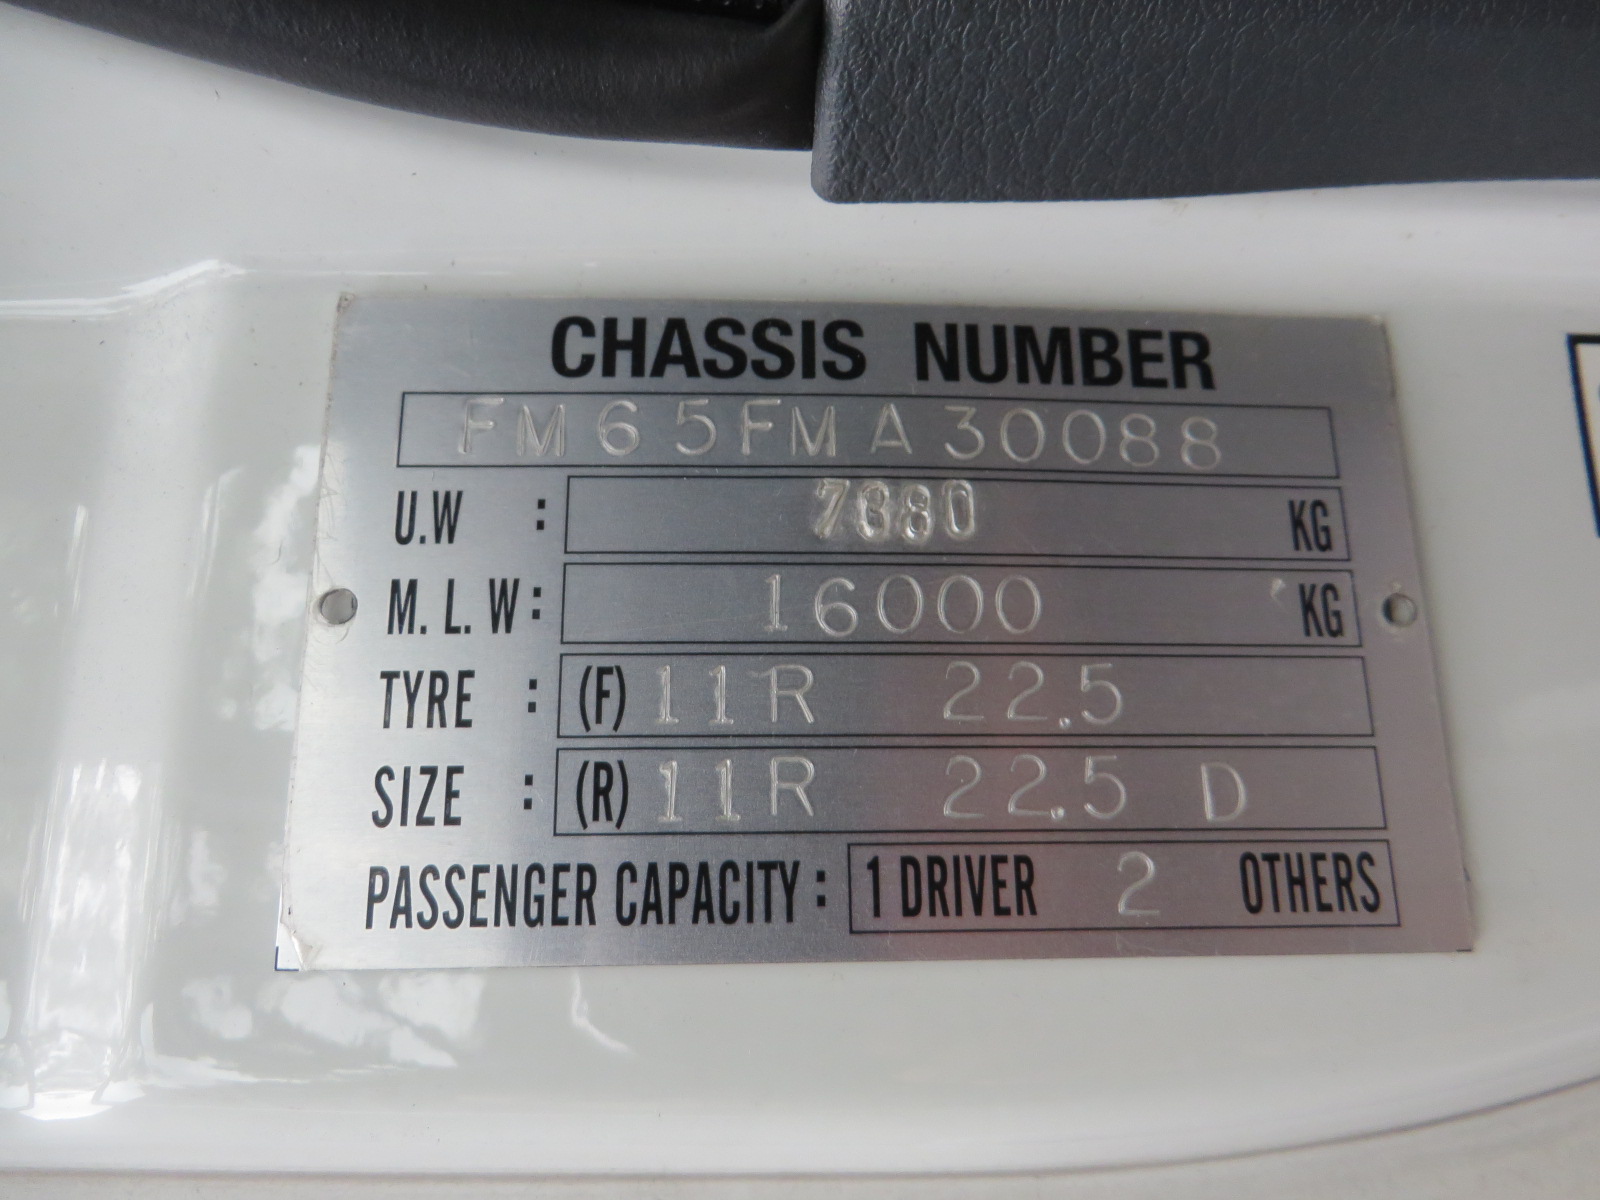 CHASSIS NUMBER
FM65FMA30088
U.W : KG
M.L.W: 16000 KG
TYRE : (F) 11R 22.5
SIZE : (R) 11R 22.5 D
PASSENGER CAPACITY: 1 DRIVER 2 OTHERS